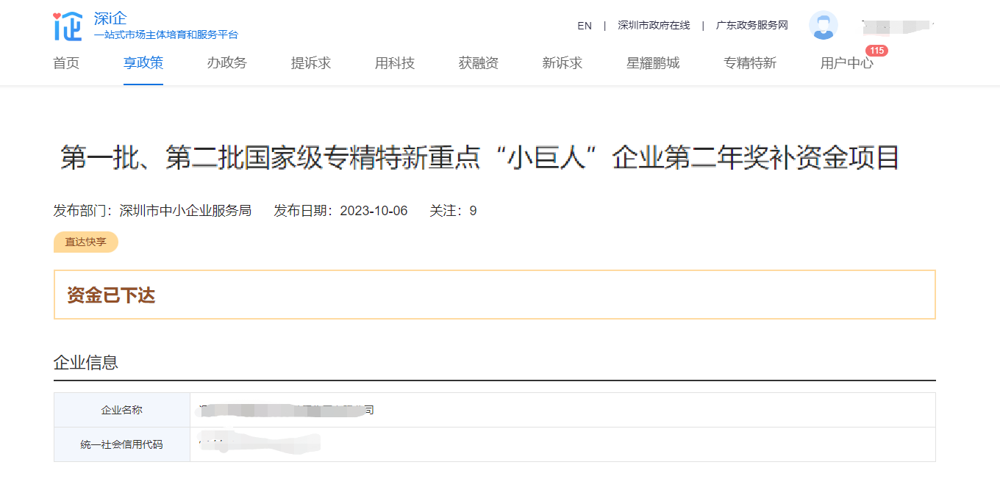 深i企
一站式市场主体培育和服务平台
EN | 深圳市政府在线 | 广东政务服务网
115
首页 享政策 办政务 提诉求 用科技 获融资 新诉求 星耀鹏城 专精特新 用户中心
第一批、第二批国家级专精特新重点“小巨人”企业第二年奖补资金项目
发布部门：深圳市中小企业服务局 发布日期：2023-10-06 关注：9
直达快享
资金已下达
企业信息
企业名称 司
统一社会信用代码